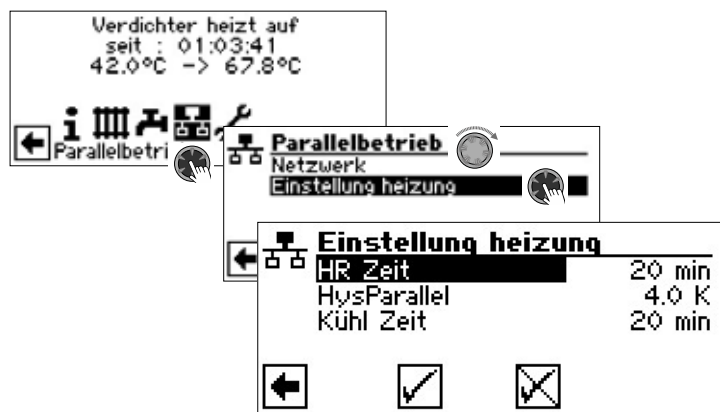 Verdichter heizt auf
seit : 01:03:41
42.0°C -> 67.8°C
Parallelbetri
Parallelbetrieb
Netzwerk
Einstellung heizung
Einstellung heizung
HR Zeit 20 min
HysParallel 4.0 K
Kühl Zeit 20 min